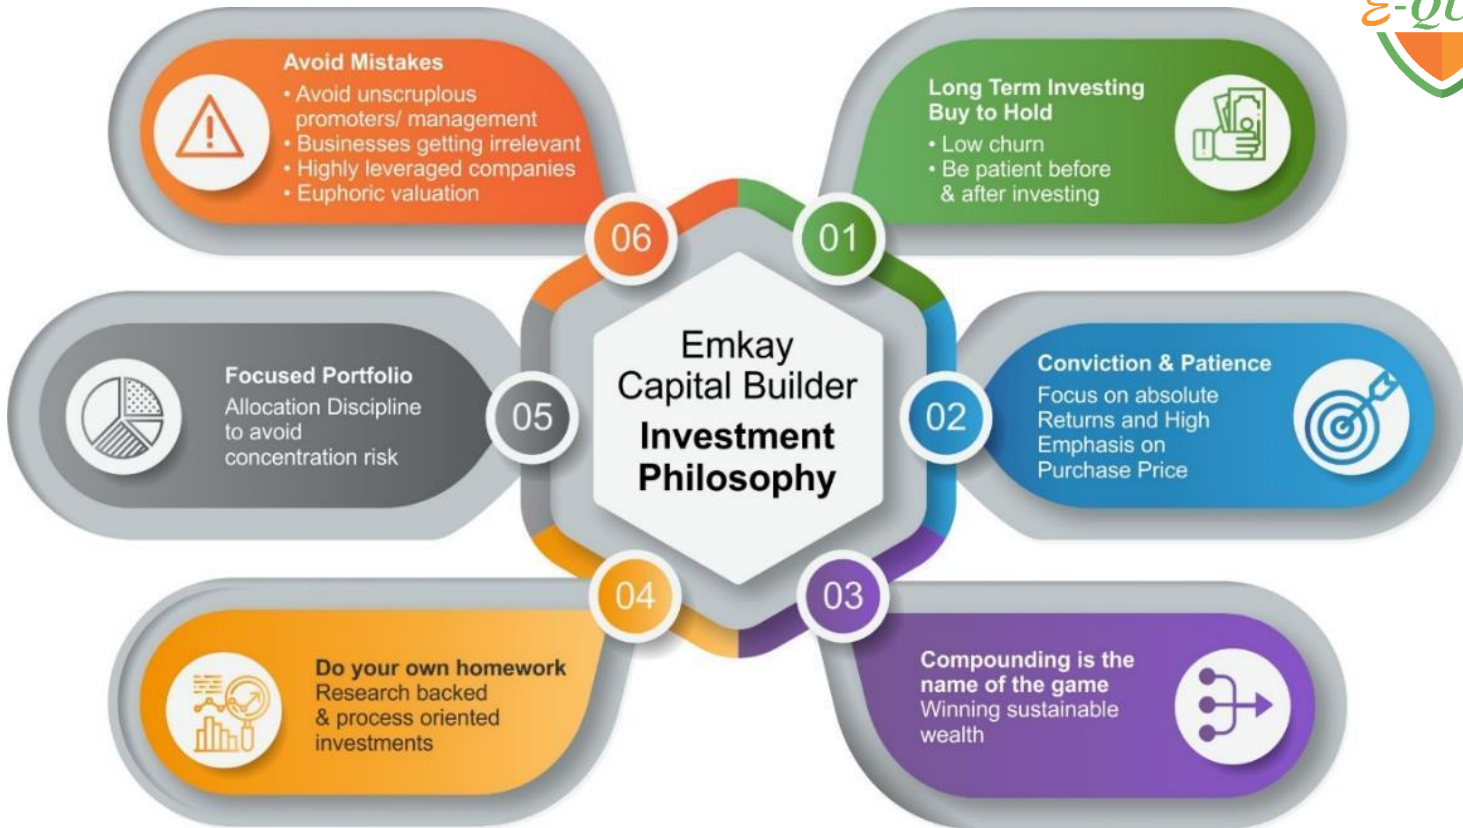 Emkay
Capital Builder
Investment
Philosophy
01
Long Term Investing
Buy to Hold
• Low churn
• Be patient before
& after investing
02
Conviction & Patience
Focus on absolute
Returns and High
Emphasis on
Purchase Price
03
Compounding is the
name of the game
Winning sustainable
wealth
04
Do your own homework
Research backed
& process oriented
investments
05
Focused Portfolio
Allocation Discipline
to avoid
concentration risk
06
Avoid Mistakes
• Avoid unscruplous
promoters/ management
• Businesses getting irrelevant
• Highly leveraged companies
• Euphoric valuation